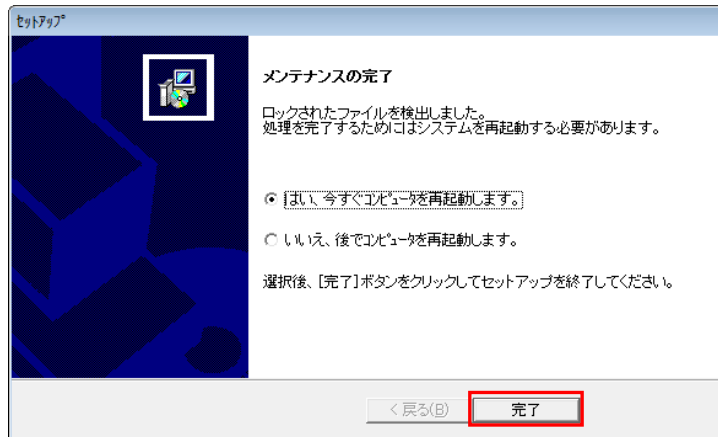 ｾｯﾄｱｯﾌﾟ
メンテナンスの完了
ロックされたファイルを検出しました。
処理を完了するためにはシステムを再起動する必要があります。
はい、今すぐｺﾝﾋﾟｭｰﾀを再起動します。
いいえ、後でｺﾝﾋﾟｭｰﾀを再起動します。
選択後、[完了]ボタンをクリックしてセットアップを終了してください。
< 戻る(B)
完了